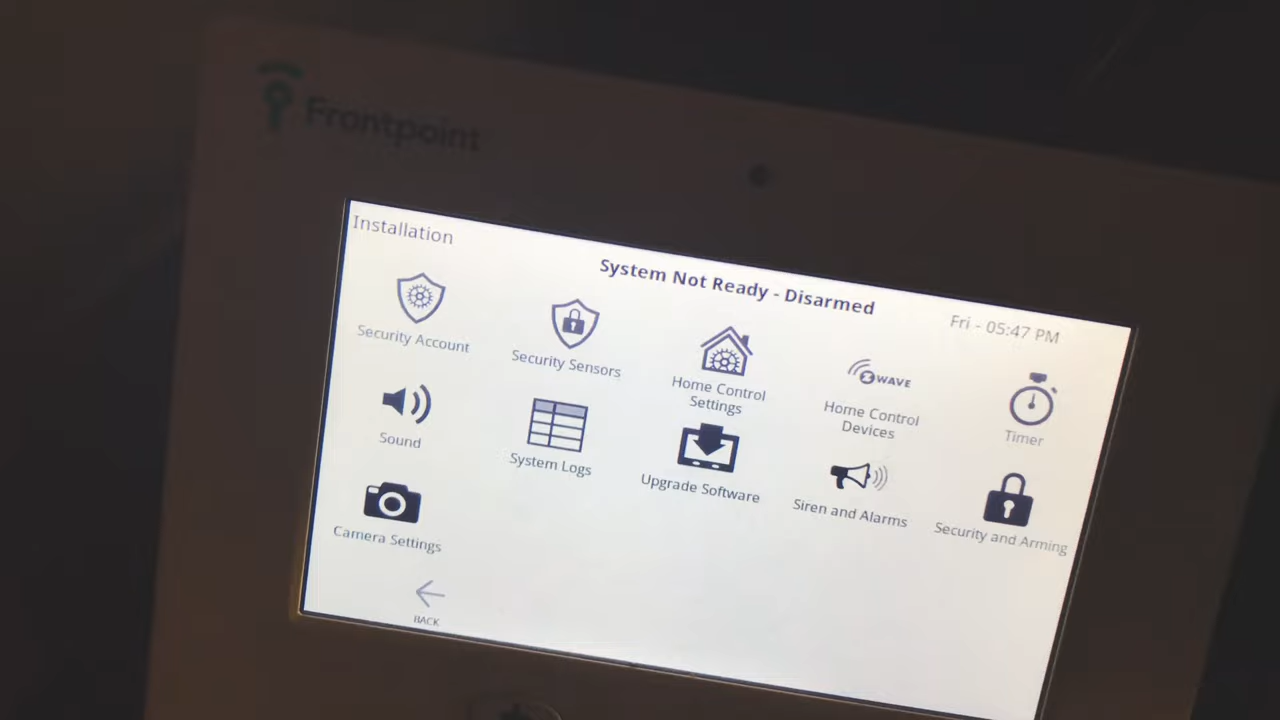 Frontpoint
Installation
System Not Ready - Disarmed
Fri - 05:47 PM
Security Account
Security Sensors
Home Control
Settings
Z WAVE
Home Control
Devices
Timer
Sound
System Logs
Upgrade Software
Siren and Alarms
Security and Arming
Camera Settings
BACK